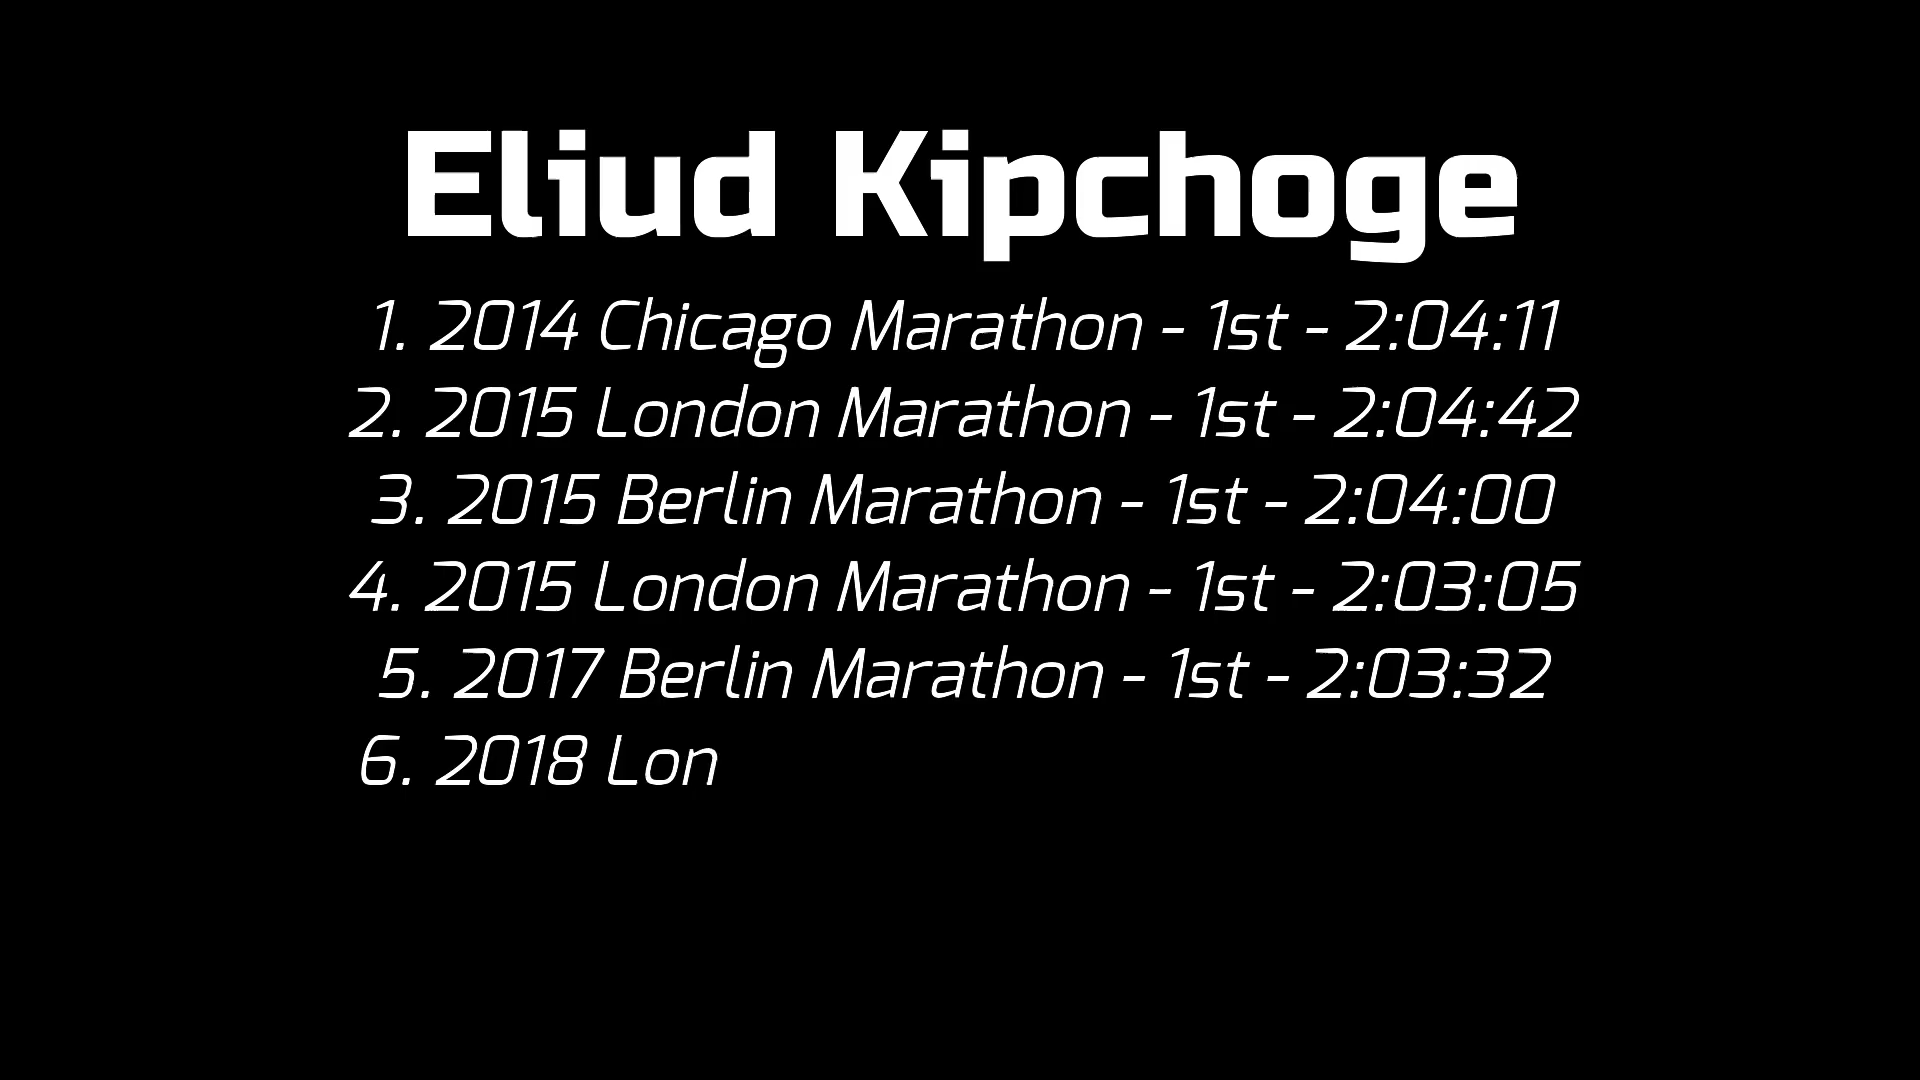 Eliud Kipchoge
1. 2014 Chicago Marathon - 1st - 2:04:11
2. 2015 London Marathon - 1st - 2:04:42
3. 2015 Berlin Marathon - 1st - 2:04:00
4. 2015 London Marathon - 1st - 2:03:05
5. 2017 Berlin Marathon - 1st - 2:03:32
6. 2018 Lon